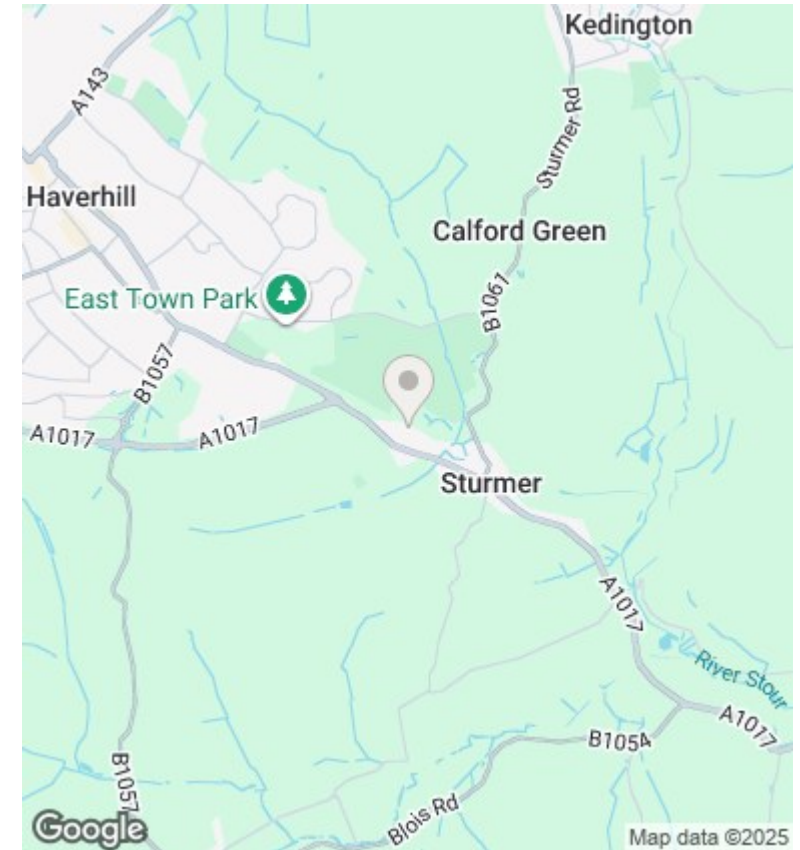 Kedington
A143
Sturmer Rd
Haverhill
Calford Green
East Town Park
B1061
B1057
A1017
A1017
Sturmer
A1017
River Stour
B1054
A1017
B1057
Blois Rd
Google
Map data ©2025